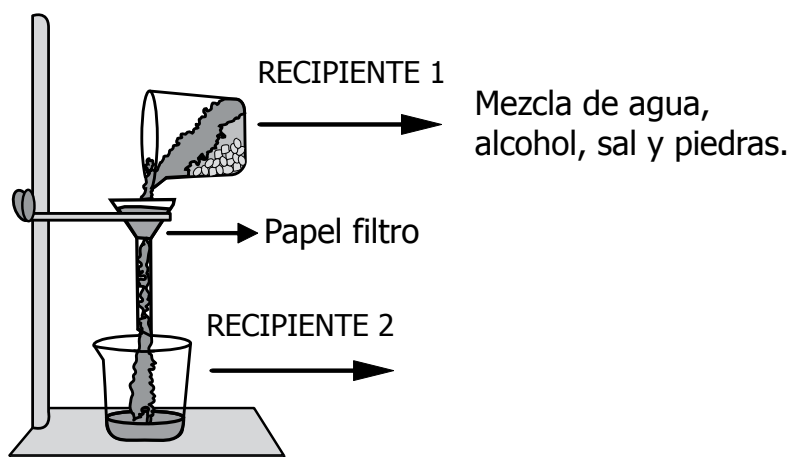 RECIPIENTE 1
Mezcla de agua,
alcohol, sal y piedras.
Papel filtro
RECIPIENTE 2